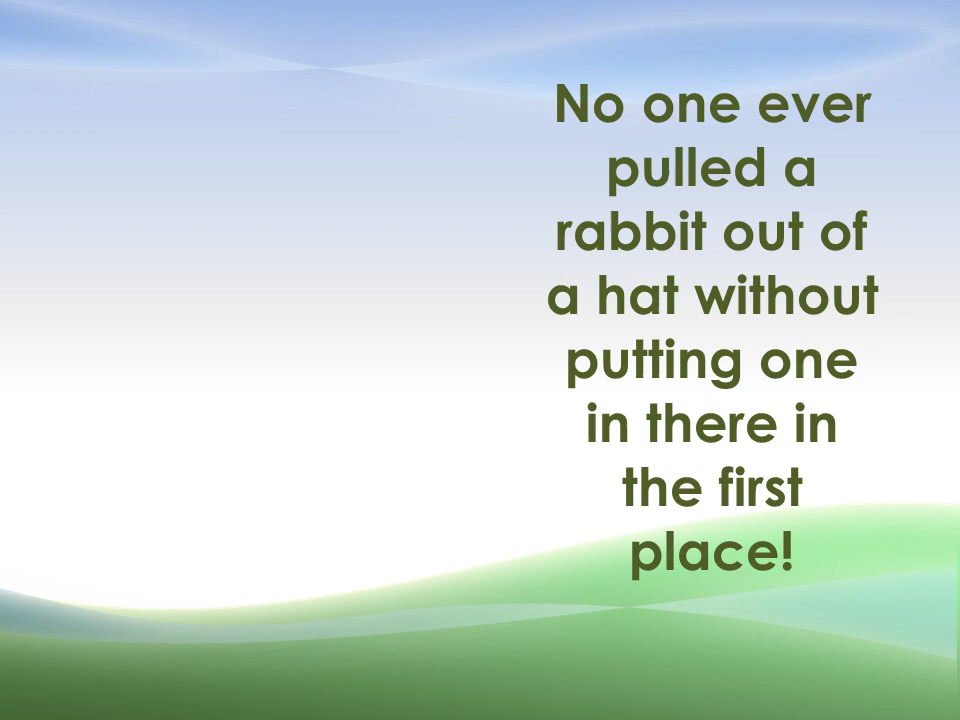 No one ever
pulled a
rabbit out of
a hat without
putting one
in there in
the first
place!